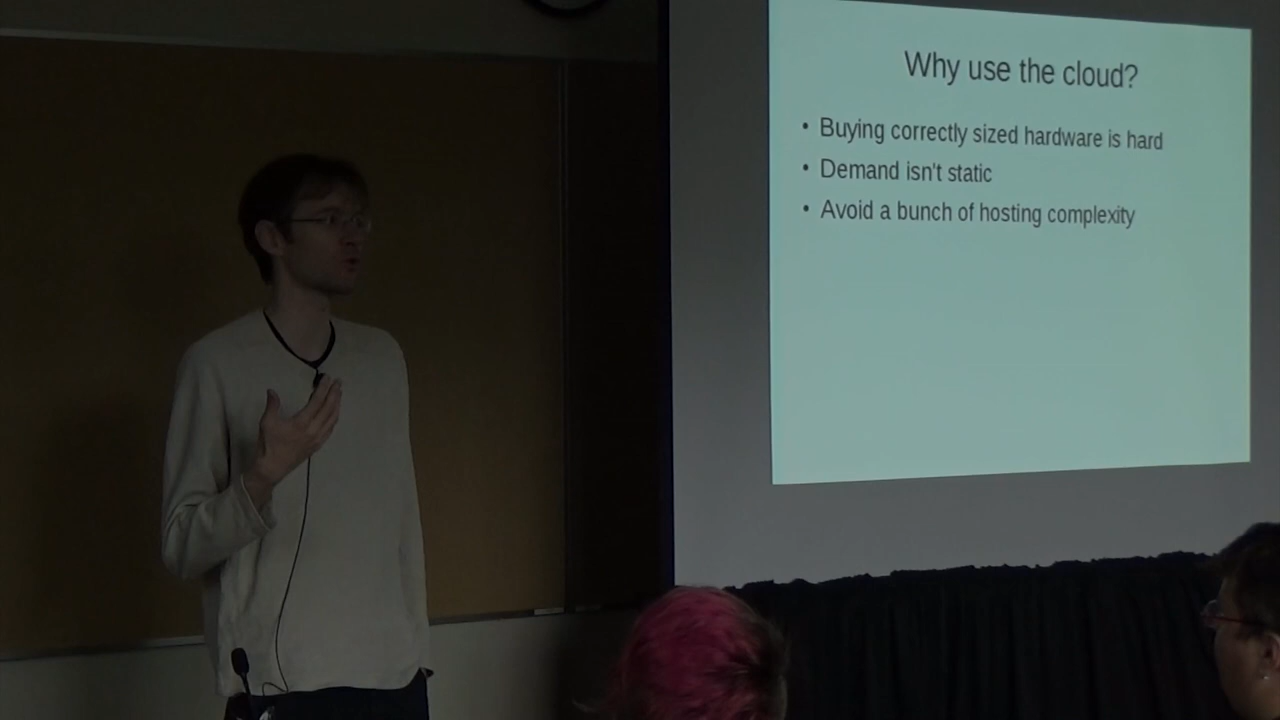 Why use the cloud?
• Buying correctly sized hardware is hard
• Demand isn't static
• Avoid a bunch of hosting complexity